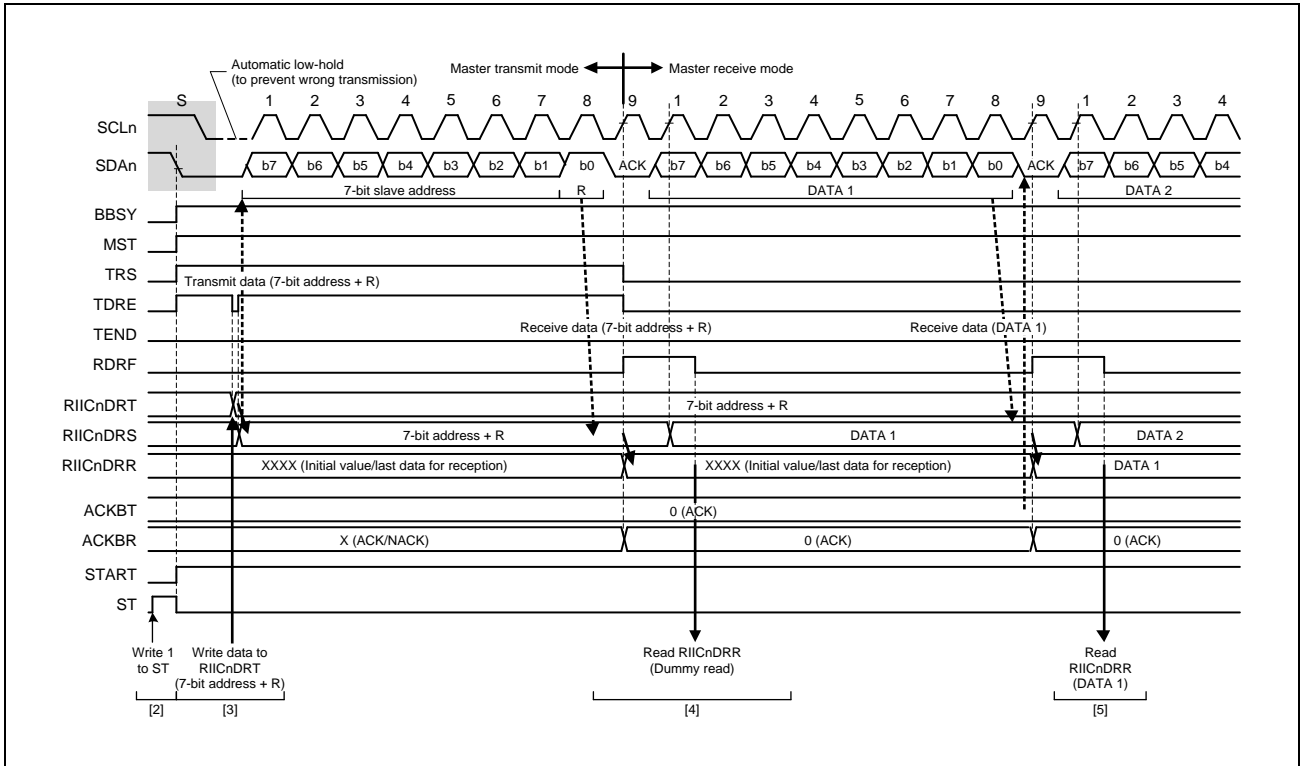 Automatic low-hold
(to prevent wrong transmission)
Master transmit mode
Master receive mode
S 1 2 3 4 5 6 7 8 9 1 2 3 4 5 6 7 8 9 1 2 3 4
SCLn
SDAn b7 b6 b5 b4 b3 b2 b1 b0 ACK b7 b6 b5 b4 b3 b2 b1 b0 ACK b7 b6 b5 b4
7-bit slave address R DATA 1 DATA 2
BBSY
MST
TRS
Transmit data (7-bit address + R)
TDRE
Receive data (7-bit address + R) Receive data (DATA 1)
TEND
RDRF
RIICnDRT 7-bit address + R
RIICnDRS 7-bit address + R DATA 1 DATA 2
RIICnDRR XXXX (Initial value/last data for reception) XXXX (Initial value/last data for reception) DATA 1
ACKBT 0 (ACK)
ACKBR X (ACK/NACK) 0 (ACK) 0 (ACK)
START
ST
Write 1
to ST
Write data to
RIICnDRT
(7-bit address + R)
Read RIICnDRR
(Dummy read)
Read
RIICnDRR
(DATA 1)
[2] [3] [4] [5]